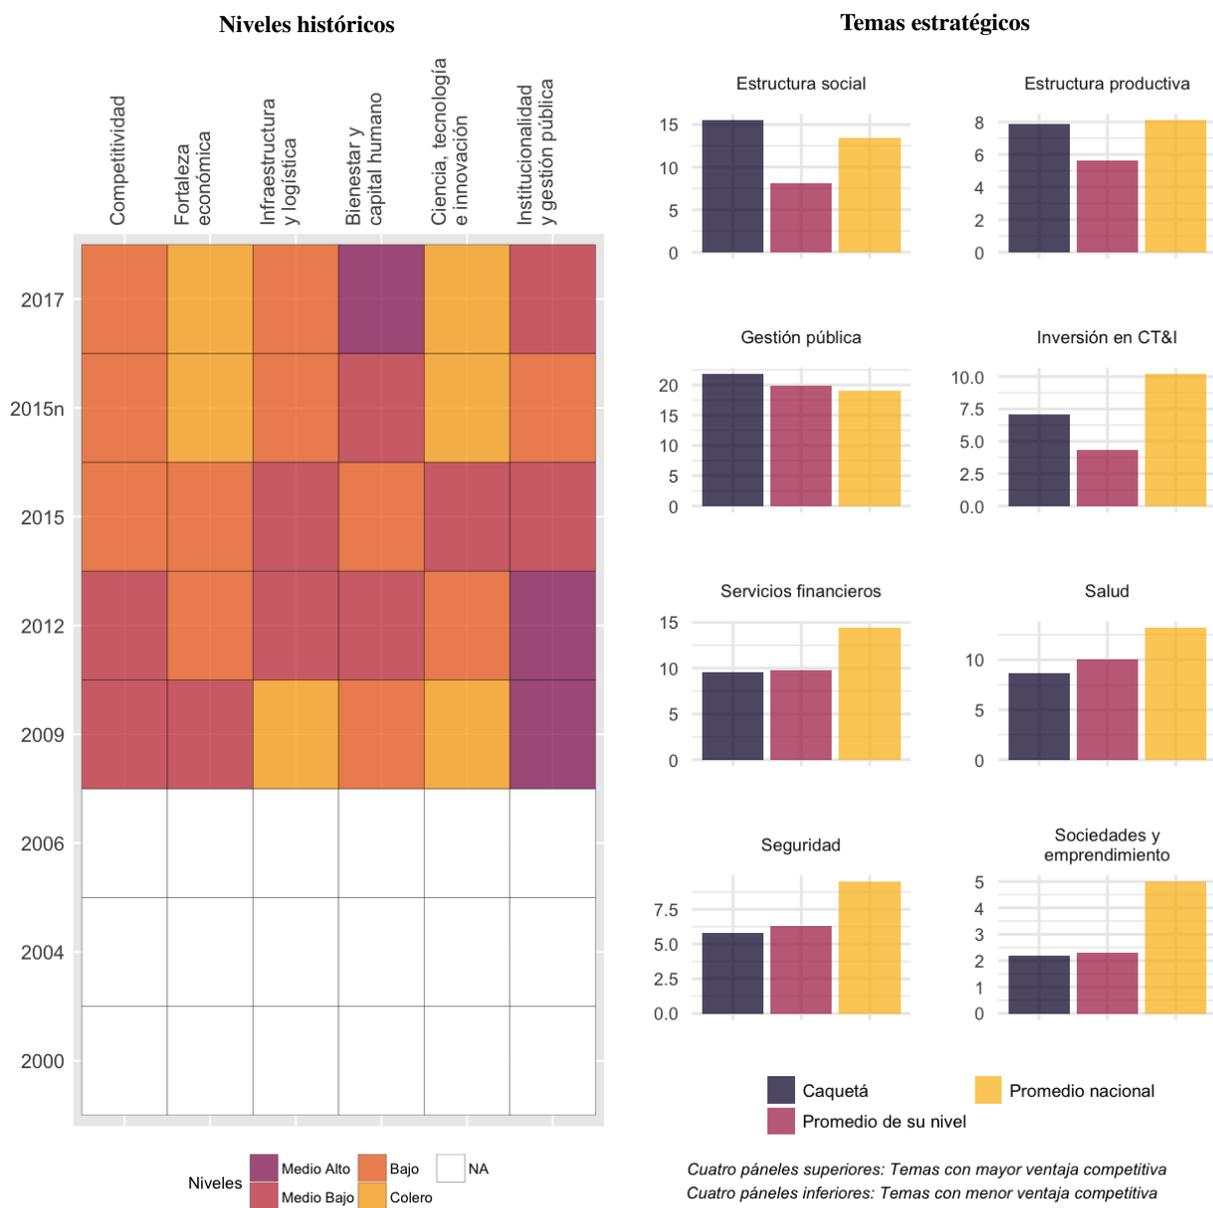 Niveles históricos
Competitividad
Fortaleza
económica
Infraestructura
y logística
Bienestar y
capital humano
Ciencia, tecnología
e innovación
Institucionalidad
y gestión pública
2017
2015n
2015
2012
2009
2006
2004
2000
Niveles
Medio Alto
Bajo
NA
Medio Bajo
Colero
Temas estratégicos
Estructura social
15
10
5
0
Estructura productiva
8
6
4
2
0
Gestión pública
20
15
10
5
0
Inversión en CT&I
10.0
7.5
5.0
2.5
0.0
Servicios financieros
15
10
5
0
Salud
10
5
0
Seguridad
7.5
5.0
2.5
0.0
Sociedades y
emprendimiento
5
4
3
2
1
0
Caquetá
Promedio nacional
Promedio de su nivel
Cuatro páneles superiores: Temas con mayor ventaja competitiva
Cuatro páneles inferiores: Temas con menor ventaja competitiva